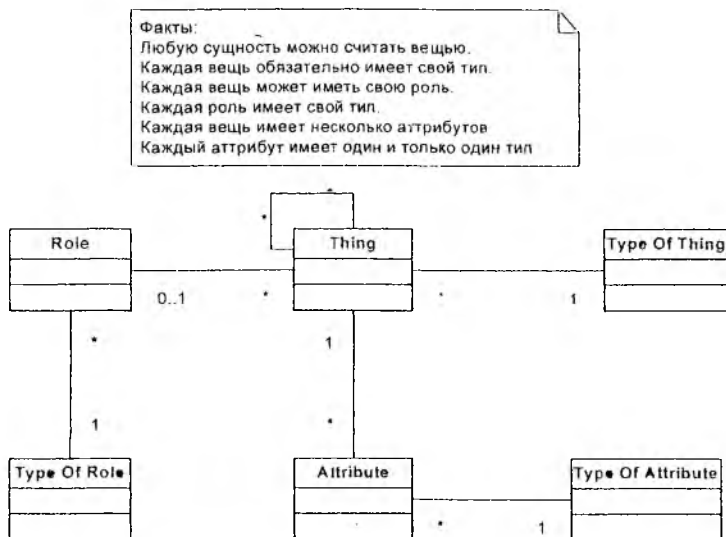 Факты:
Любую сущность можно считать вещью.
Каждая вещь обязательно имеет свой тип.
Каждая вещь может иметь свою роль.
Каждая роль имеет свой тип.
Каждая вещь имеет несколько аттрибутов
Каждый аттрибут имеет один и только один тип
*
*
Role
Thing
Type Of Thing
0..1
*
*
1
*
1
1
*
Type Of Role
Attribute
Type Of Attribute
*
1